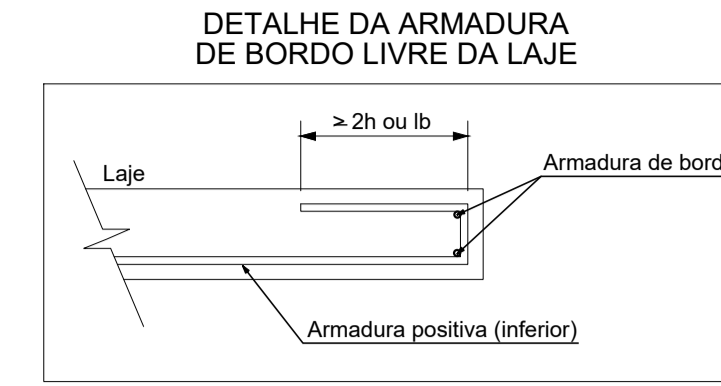 DETALHE DA ARMADURA
DE BORDO LIVRE DA LAJE
≥ 2h ou lb
Laje
Armadura de bord
Armadura positiva (inferior)